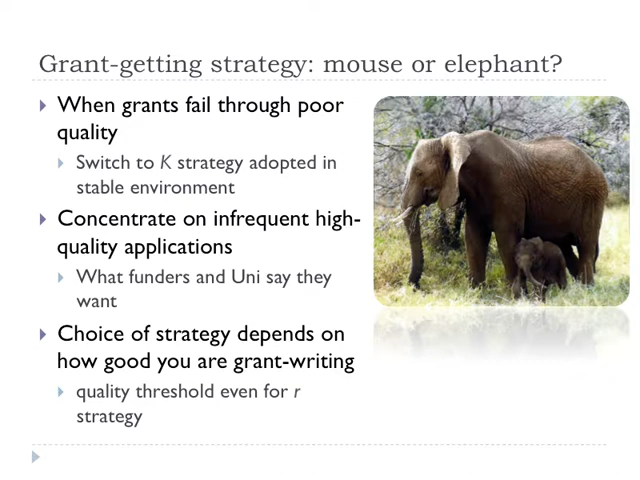 Grant-getting strategy: mouse or elephant?
When grants fail through poor
quality
Switch to K strategy adopted in
stable environment
Concentrate on infrequent high-
quality applications
What funders and Uni say they
want
Choice of strategy depends on
how good you are grant-writing
quality threshold even for r
strategy